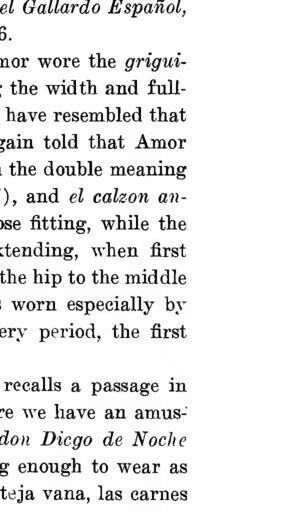 el Gallardo Español,
6.
mor wore the grigui-
g the width and full-
have resembled that
gain told that Amor
the double meaning
), and el calzon an-
ose fitting, while the
xtending, when first
the hip to the middle
s worn especially by
ery period, the first
recalls a passage in
re we have an amus-
don Diego de Noche
g enough to wear as
teja vana, las carnes